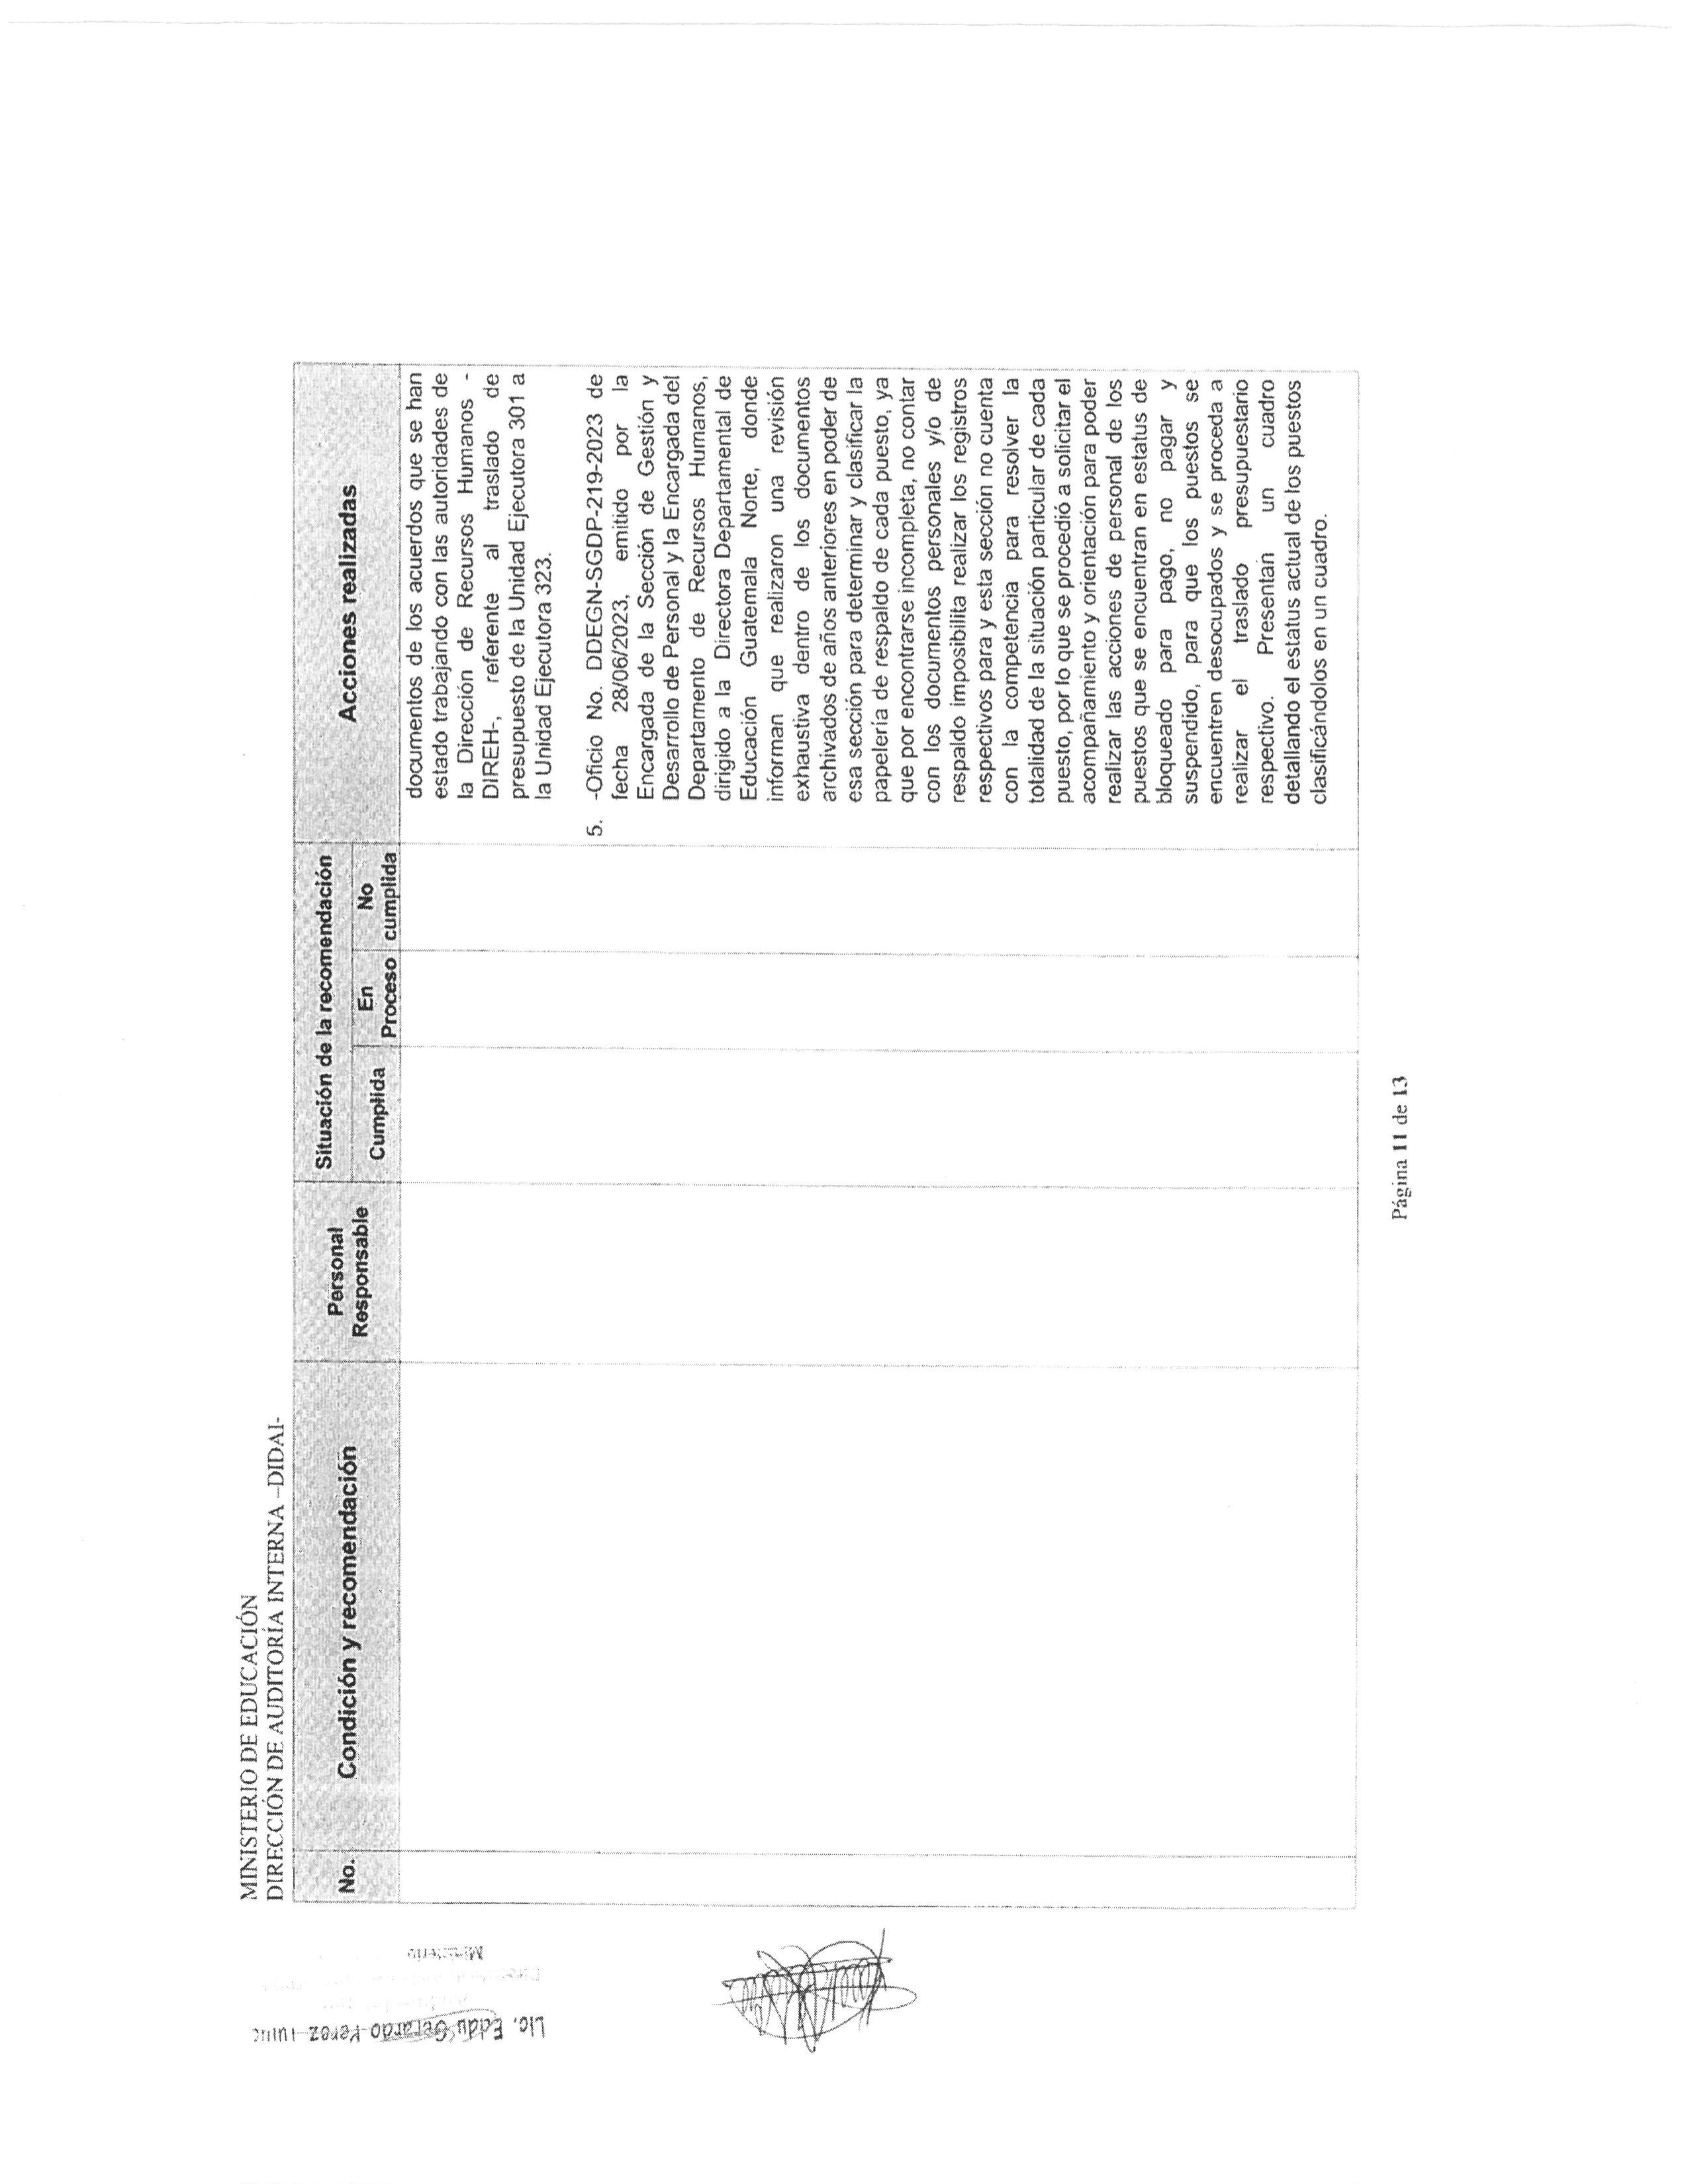 MINISTERIO DE EDUCACIÓN
DIRECCIÓN DE AUDITORÍA INTERNA –DIDAI-
No.
Condición y recomendación
Personal
Responsable
Situación de la recomendación
Cumplida
En
Proceso
No
cumplida
Acciones realizadas
documentos de los acuerdos que se han
estado trabajando con las autoridades de
la Dirección de Recursos Humanos -
DIREH-, referente al traslado de
presupuesto de la Unidad Ejecutora 301 a
la Unidad Ejecutora 323.
5. -Oficio No. DDEGN-SGDP-219-2023 de
fecha 28/06/2023, emitido por la
Encargada de la Sección de Gestión y
Desarrollo de Personal y la Encargada del
Departamento de Recursos Humanos,
dirigido a la Directora Departamental de
Educación Guatemala Norte, donde
informan que realizaron una revisión
exhaustiva dentro de los documentos
archivados de años anteriores en poder de
esa sección para determinar y clasificar la
papelería de respaldo de cada puesto, ya
que por encontrarse incompleta, no contar
con los documentos personales y/o de
respaldo imposibilita realizar los registros
respectivos para y esta sección no cuenta
con la competencia para resolver la
totalidad de la situación particular de cada
puesto, por lo que se procedió a solicitar el
acompañamiento y orientación para poder
realizar las acciones de personal de los
puestos que se encuentran en estatus de
bloqueado para pago, no pagar y
suspendido, para que los puestos se
encuentren desocupados y se proceda a
realizar el traslado presupuestario
respectivo. Presentan un cuadro
detallando el estatus actual de los puestos
clasificándolos en un cuadro.
Página 11 de 13
Lic. Eddy Gerardo Perez
Ministerio